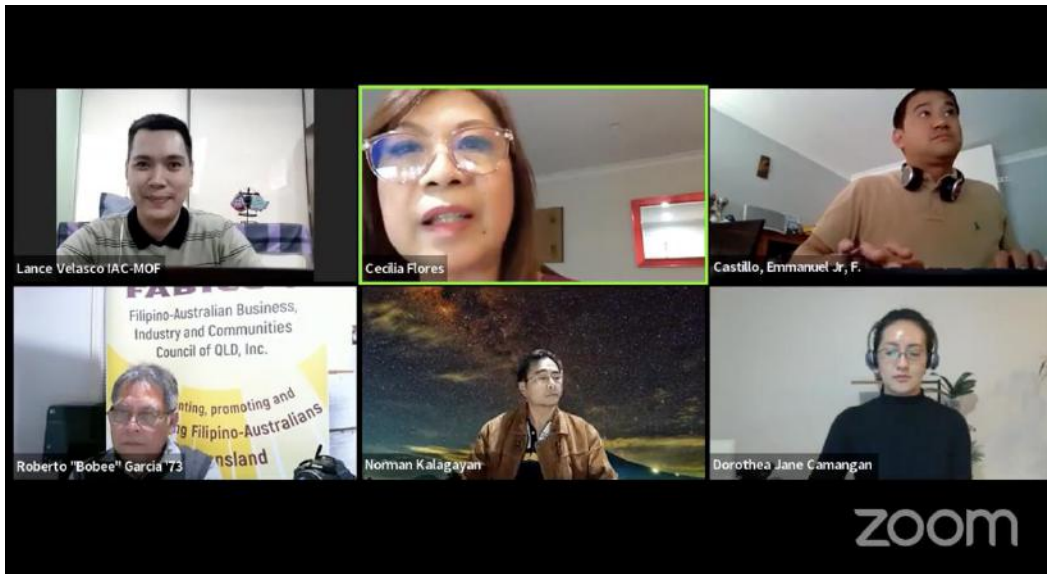 Lance Velasco IAC-MOF
Cecilia Flores
Castillo, Emmanuel Jr, F.
Filipino-Australian Business,
Industry and Communities
Council of QLD, Inc.
nting, promoting and
ng Filipino-Australians
nsland
Roberto "Bobee" Garcia '73
Norman Kalagayan
Dorothea Jane Camangan
zoom